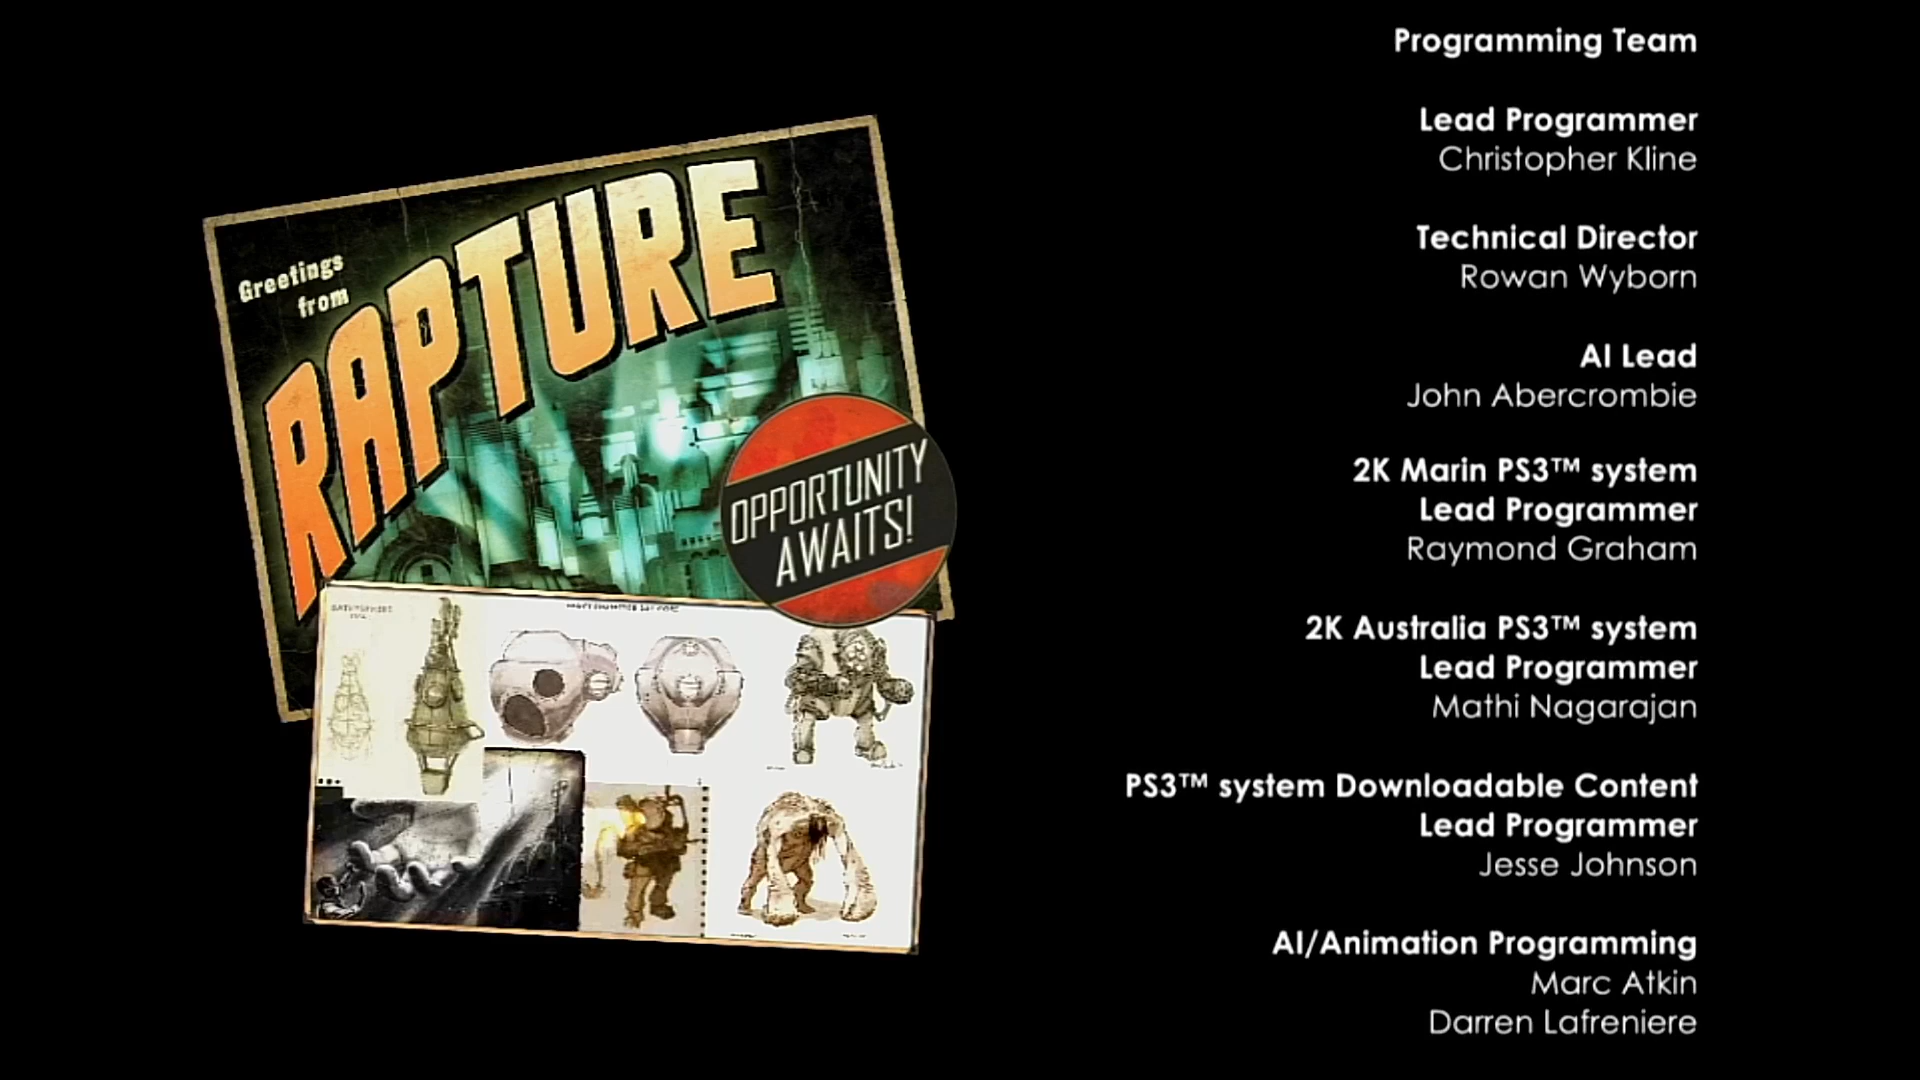 Greetings
from
RAPTURE
OPPORTUNITY
AWAITS!
Programming Team
Lead Programmer
Christopher Kline
Technical Director
Rowan Wyborn
AI Lead
John Abercrombie
2K Marin PS3™ system
Lead Programmer
Raymond Graham
2K Australia PS3™ system
Lead Programmer
Mathi Nagarajan
PS3™ system Downloadable Content
Lead Programmer
Jesse Johnson
AI/Animation Programming
Marc Atkin
Darren Lafreniere